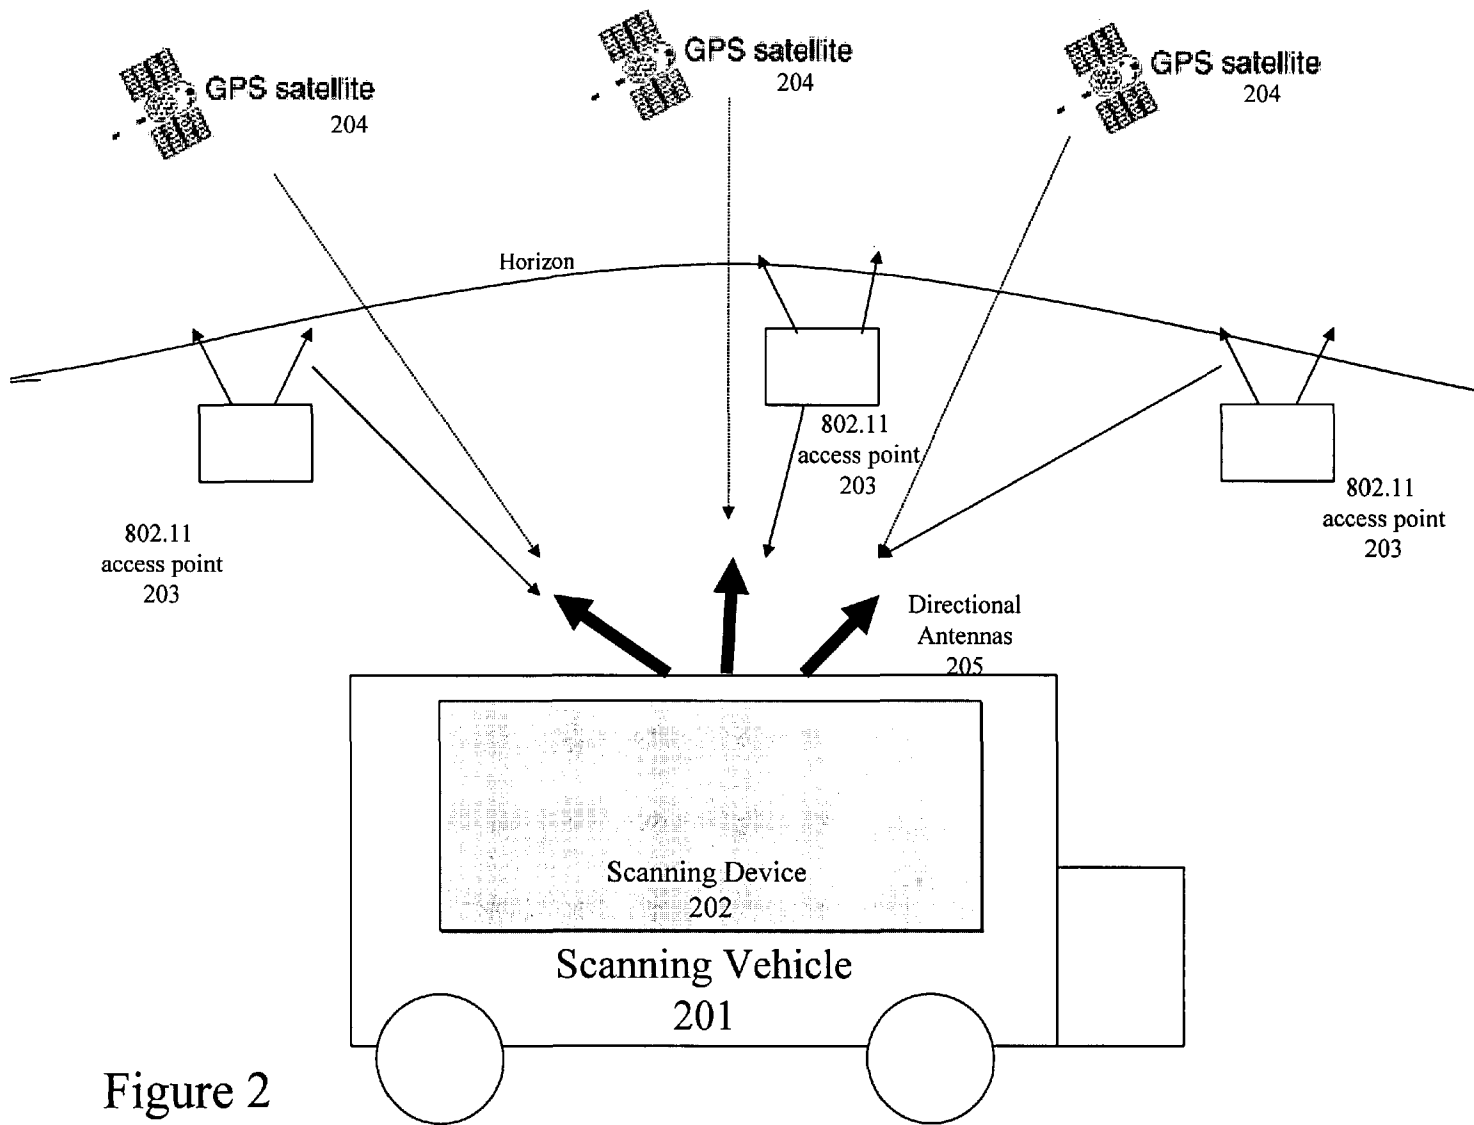 GPS satellite
204
GPS satellite
204
GPS satellite
204
Horizon
802.11
access point
203
802.11
access point
203
802.11
access point
203
Directional
Antennas
205
Scanning Device
202
Scanning Vehicle
201
Figure 2